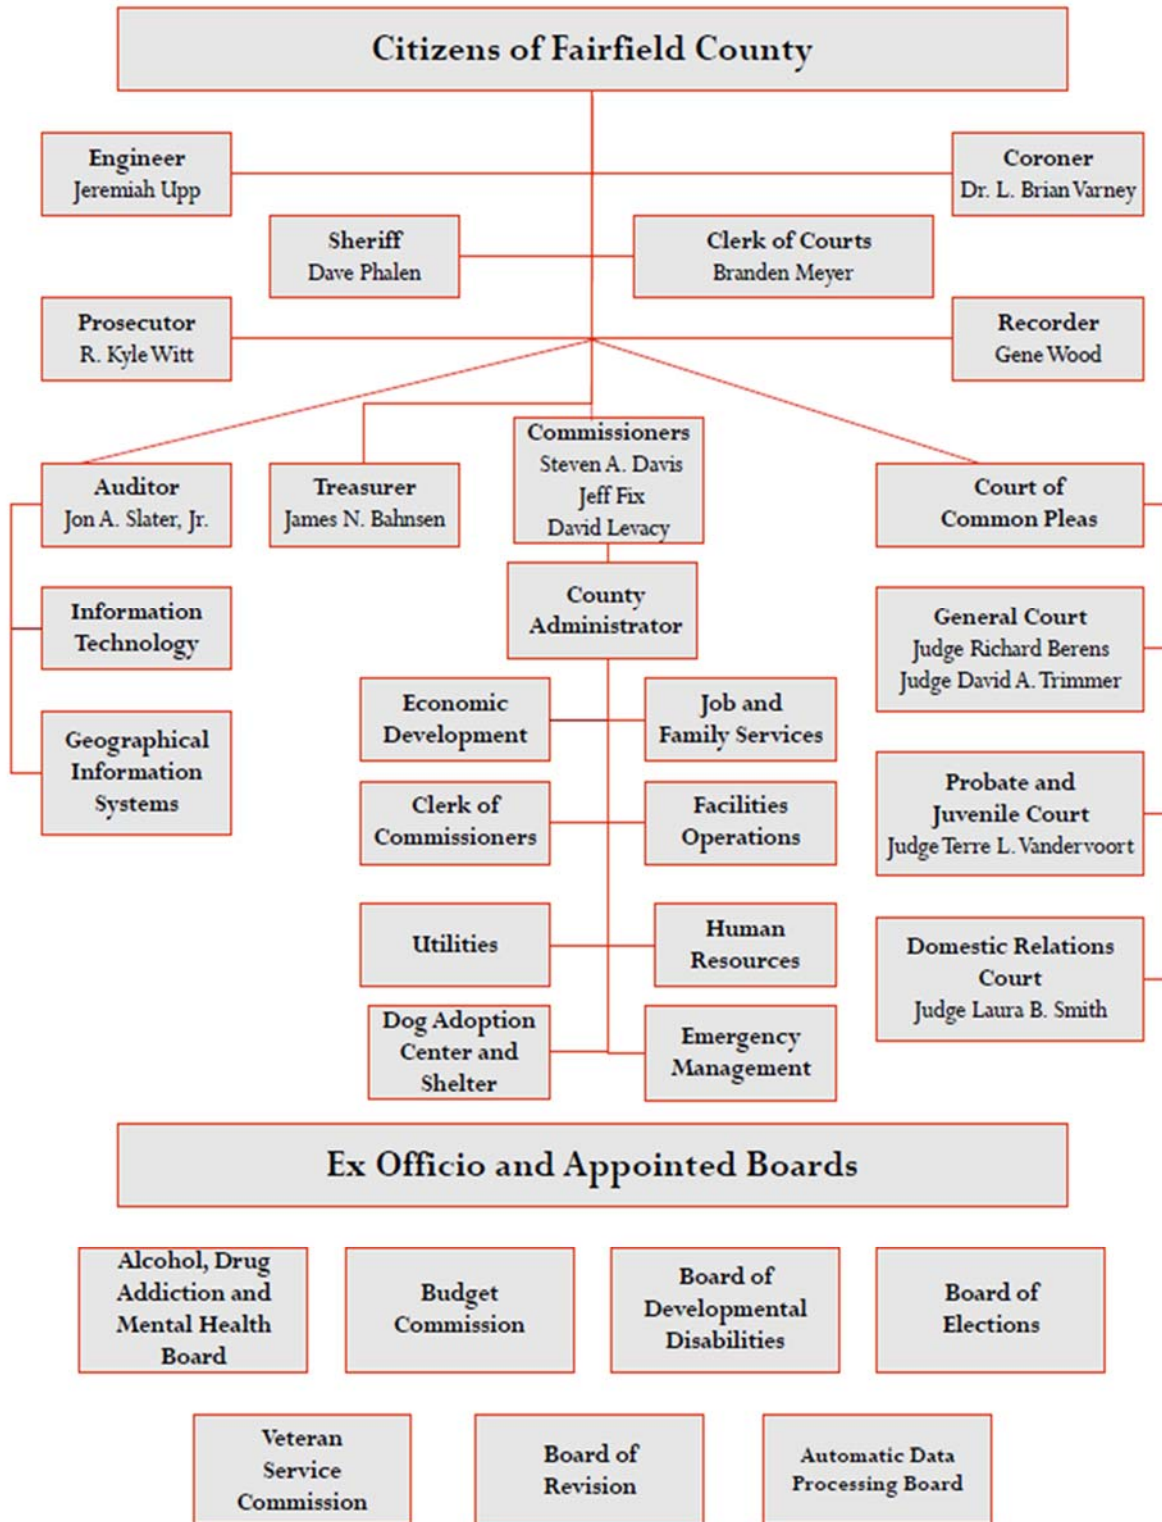 Citizens of Fairfield County
Engineer
Jeremiah Upp
Coroner
Dr. L. Brian Varney
Sheriff
Dave Phalen
Clerk of Courts
Branden Meyer
Prosecutor
R. Kyle Witt
Recorder
Gene Wood
Auditor
Jon A. Slater, Jr.
Treasurer
James N. Bahnsen
Commissioners
Steven A. Davis
Jeff Fix
David Levacy
Court of
Common Pleas
Information
Technology
Geographical
Information
Systems
County
Administrator
Economic
Development
Job and
Family Services
Clerk of
Commissioners
Facilities
Operations
Utilities
Human
Resources
Dog Adoption
Center and
Shelter
Emergency
Management
General Court
Judge Richard Berens
Judge David A. Trimmer
Probate and
Juvenile Court
Judge Terre L. Vandervoort
Domestic Relations
Court
Judge Laura B. Smith
Ex Officio and Appointed Boards
Alcohol, Drug
Addiction and
Mental Health
Board
Budget
Commission
Board of
Developmental
Disabilities
Board of
Elections
Veteran
Service
Commission
Board of
Revision
Automatic Data
Processing Board